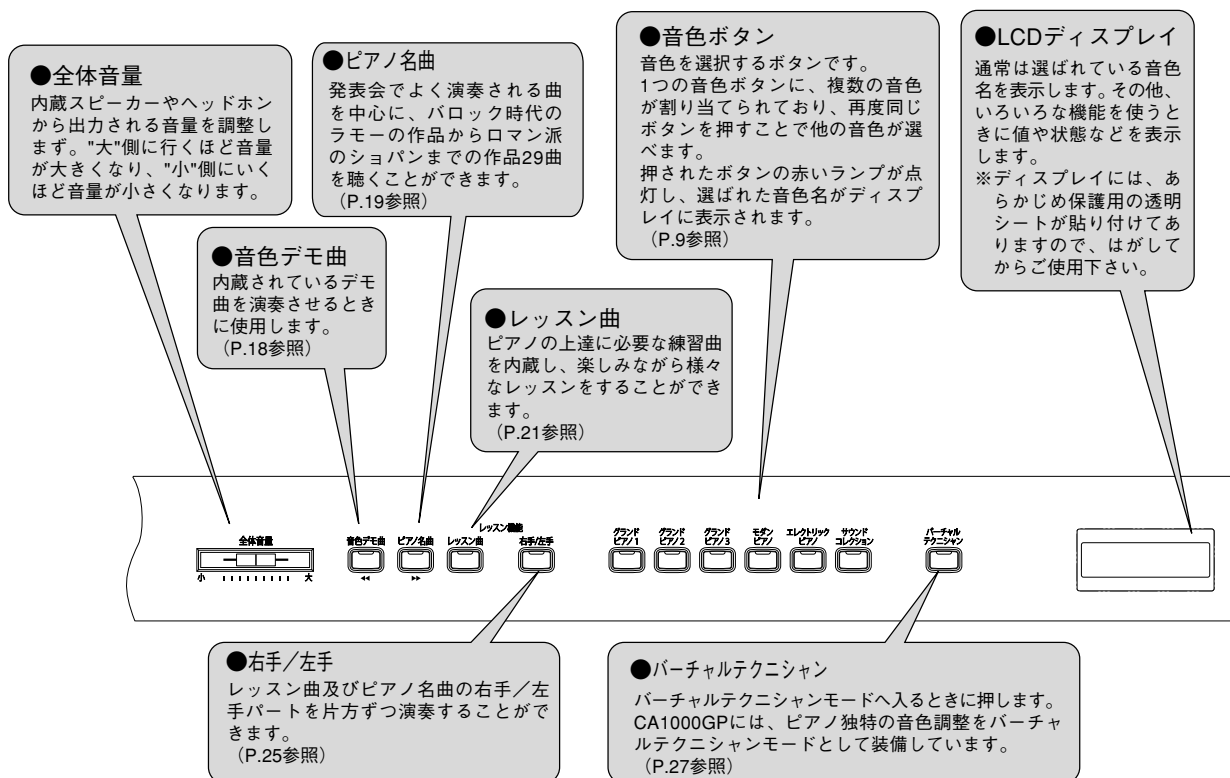 ●全体音量
内蔵スピーカーやヘッドホン
から出力される音量を調整し
まず。"大"側に行くほど音量
が大きくなり、"小"側にいく
ほど音量が小さくなります。
●ピアノ名曲
発表会でよく演奏される曲
を中心に、バロック時代の
ラモーの作品からロマン派
のショパンまでの作品29曲
を聴くことができます。
(P.19参照)
●音色ボタン
音色を選択するボタンです。
1つの音色ボタンに、複数の音色
が割り当てられており、再度同じ
ボタンを押すことで他の音色が選
べます。
押されたボタンの赤いランプが点
灯し、選ばれた音色名がディスプ
レイに表示されます。
(P.9参照)
●LCDディスプレイ
通常は選ばれている音色
名を表示します。その他、
いろいろな機能を使うと
きに値や状態などを表示
します。
※ディスプレイには、あ
らかじめ保護用の透明
シートが貼り付けてあ
りますので、はがして
からご使用下さい。
●音色デモ曲
内蔵されているデモ
曲を演奏させるとき
に使用します。
(P.18参照)
●レッスン曲
ピアノの上達に必要な練習曲
を内蔵し、楽しみながら様々
なレッスンをすることができ
ます。
(P.21参照)
全体音量
小 大
音色デモ曲
◀◀
ピアノ名曲
▶▶
レッスン機能
レッスン曲
右手/左手
グランド
ピアノ1
グランド
ピアノ2
グランド
ピアノ3
モダン
ピアノ
エレクトリック
ピアノ
サウンド
コレクション
バーチャル
テクニシャン
●右手/左手
レッスン曲及びピアノ名曲の右手/左
手パートを片方ずつ演奏することがで
きます。
(P.25参照)
●バーチャルテクニシャン
バーチャルテクニシャンモードへ入るときに押します。
CA1000GPには、ピアノ独特の音色調整をバーチャ
ルテクニシャンモードとして装備しています。
(P.27参照)